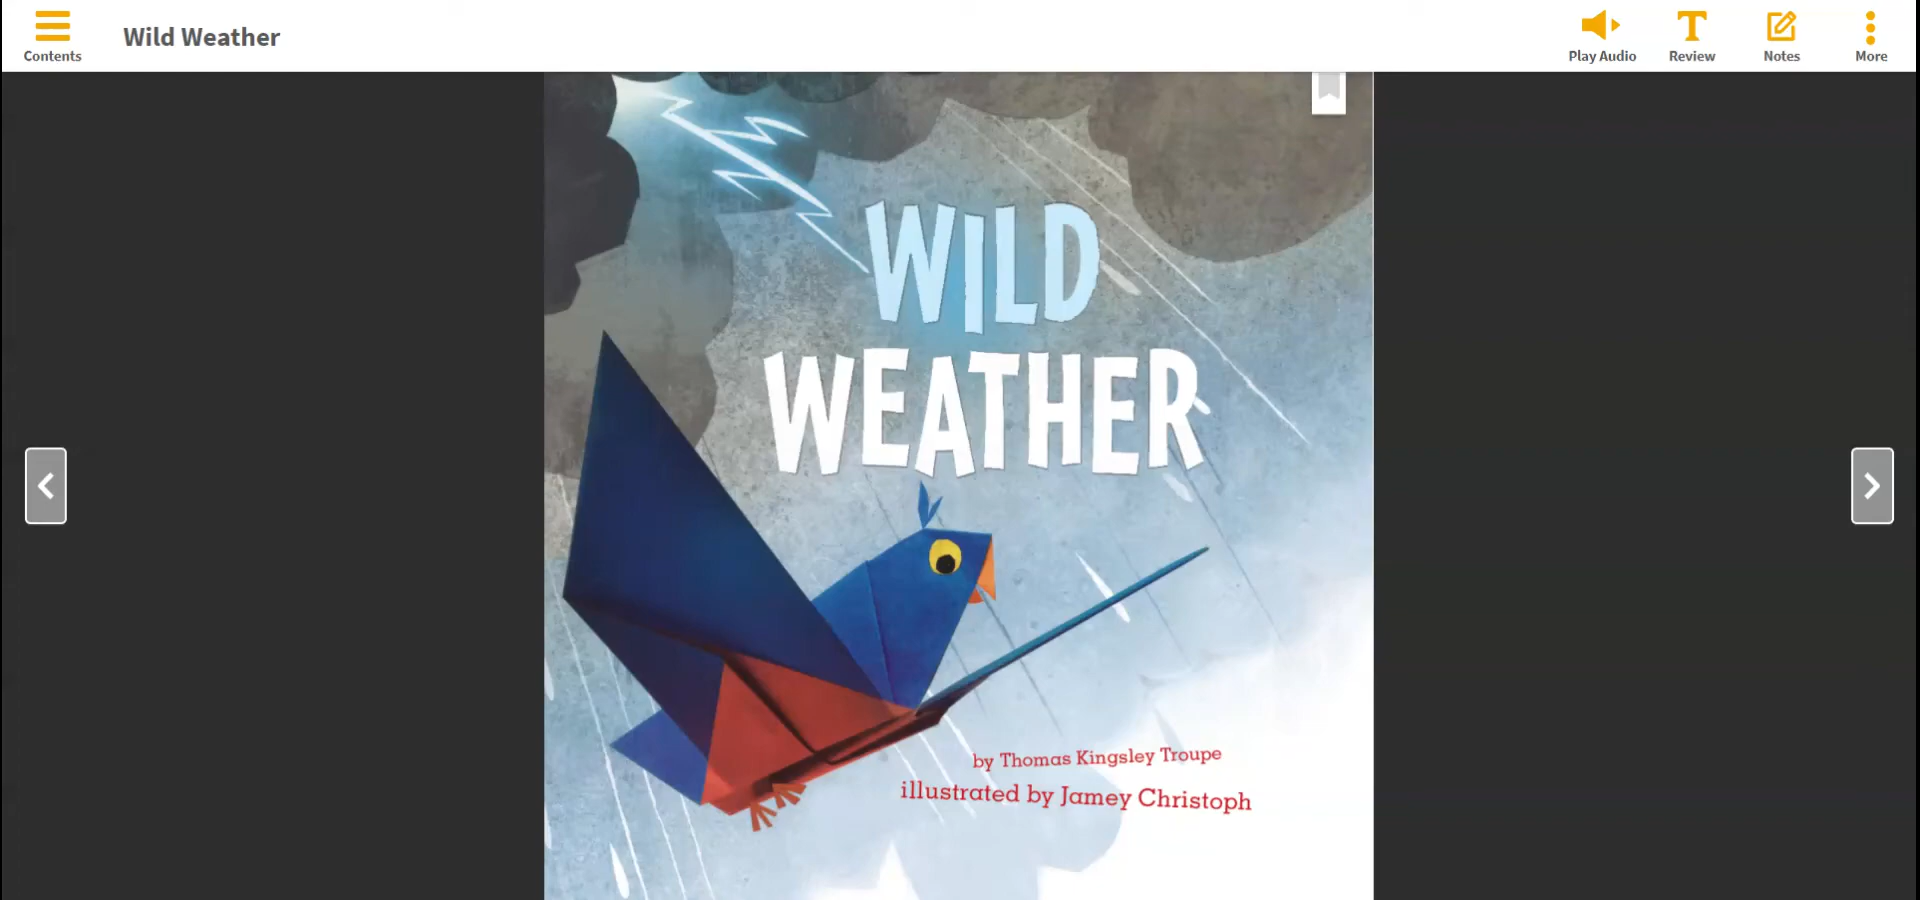 Contents
Wild Weather
Play Audio
Review
Notes
More
WILD
WEATHER
by Thomas Kingsley Troupe
illustrated by Jamey Christoph